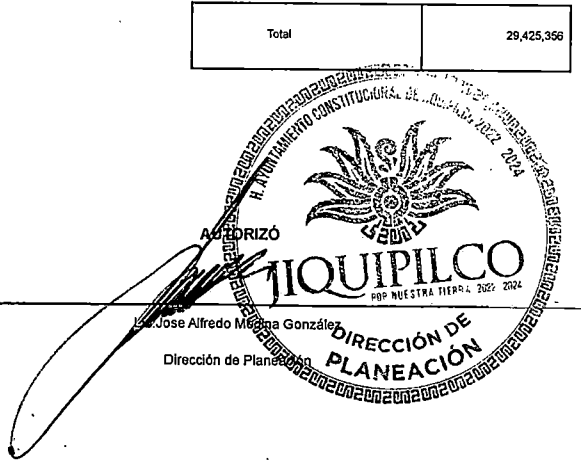 Total 29,425,356
H. AYUNTAMIENTO CONSTITUCIONAL DE JIQUIPILCO 2022 2024
AUTORIZÓ
JIQUIPILCO
POR NUESTRA TIERRA 2022 2024
Lic. Jose Alfredo Medina González
Dirección de Planeación
DIRECCIÓN DE
PLANEACIÓN